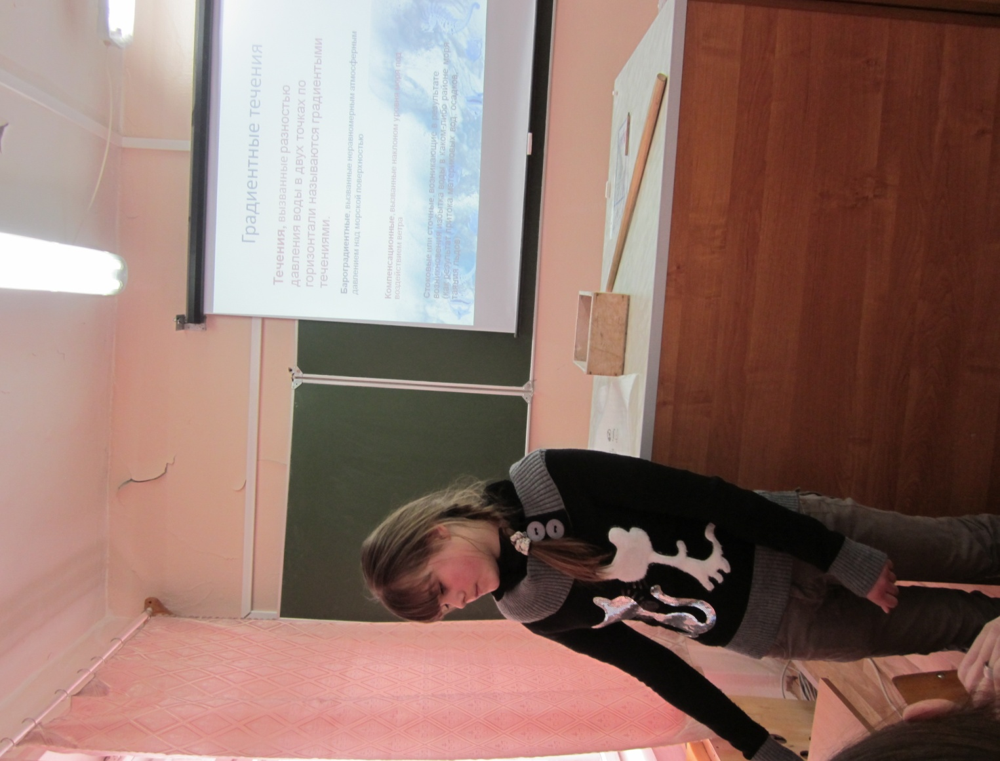 Градиентные течения
Течения, вызванные разностью
давления воды в двух точках по
горизонтали называются градиентыми
течениями.
Бароградиентные, вызванные неравномерным атмосферным
давлением над морской поверхностью
Компенсационные, вызванные наклоном уровня моря под
воздействием ветра
Стоковые или сточные, возникающие в результате
возникновения избытка воды в каком-либо районе моря
(как результат притока материковых вод, осадков,
таяния льдов)